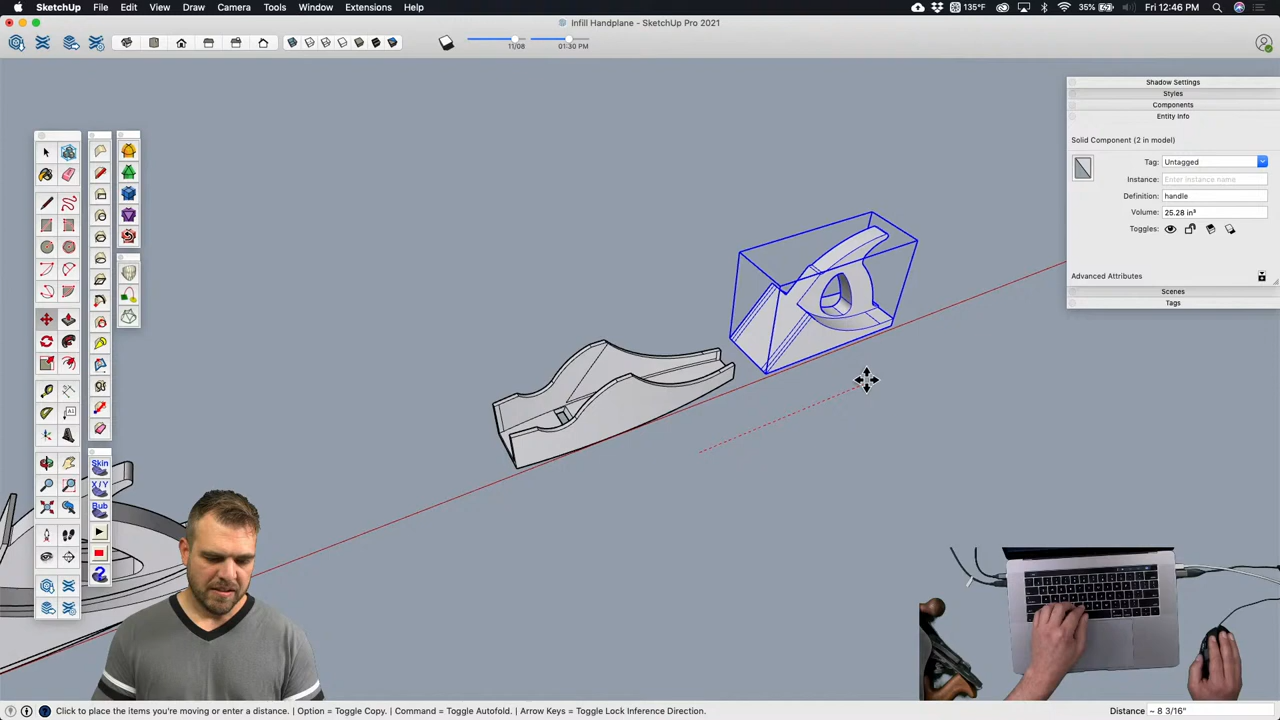 SketchUp File Edit View Draw Camera Tools Window Extensions Help
135°F 35% Fri 12:46 PM
Infill Handplane - SketchUp Pro 2021
11/08 01:30 PM
Shadow Settings
Styles
Components
Entity Info
Solid Component (2 in model)
Tag: Untagged
Instance: Enter instance name
Definition: handle
Volume: 25.28 in³
Toggles:
Advanced Attributes
Scenes
Tags
A1
Skin
X/Y
Bub
?
Click to place the items you're moving or enter a distance. | Option = Toggle Copy. | Command = Toggle Autofold. | Arrow Keys = Toggle Lock Inference Direction.
Distance ~ 8 3/16"